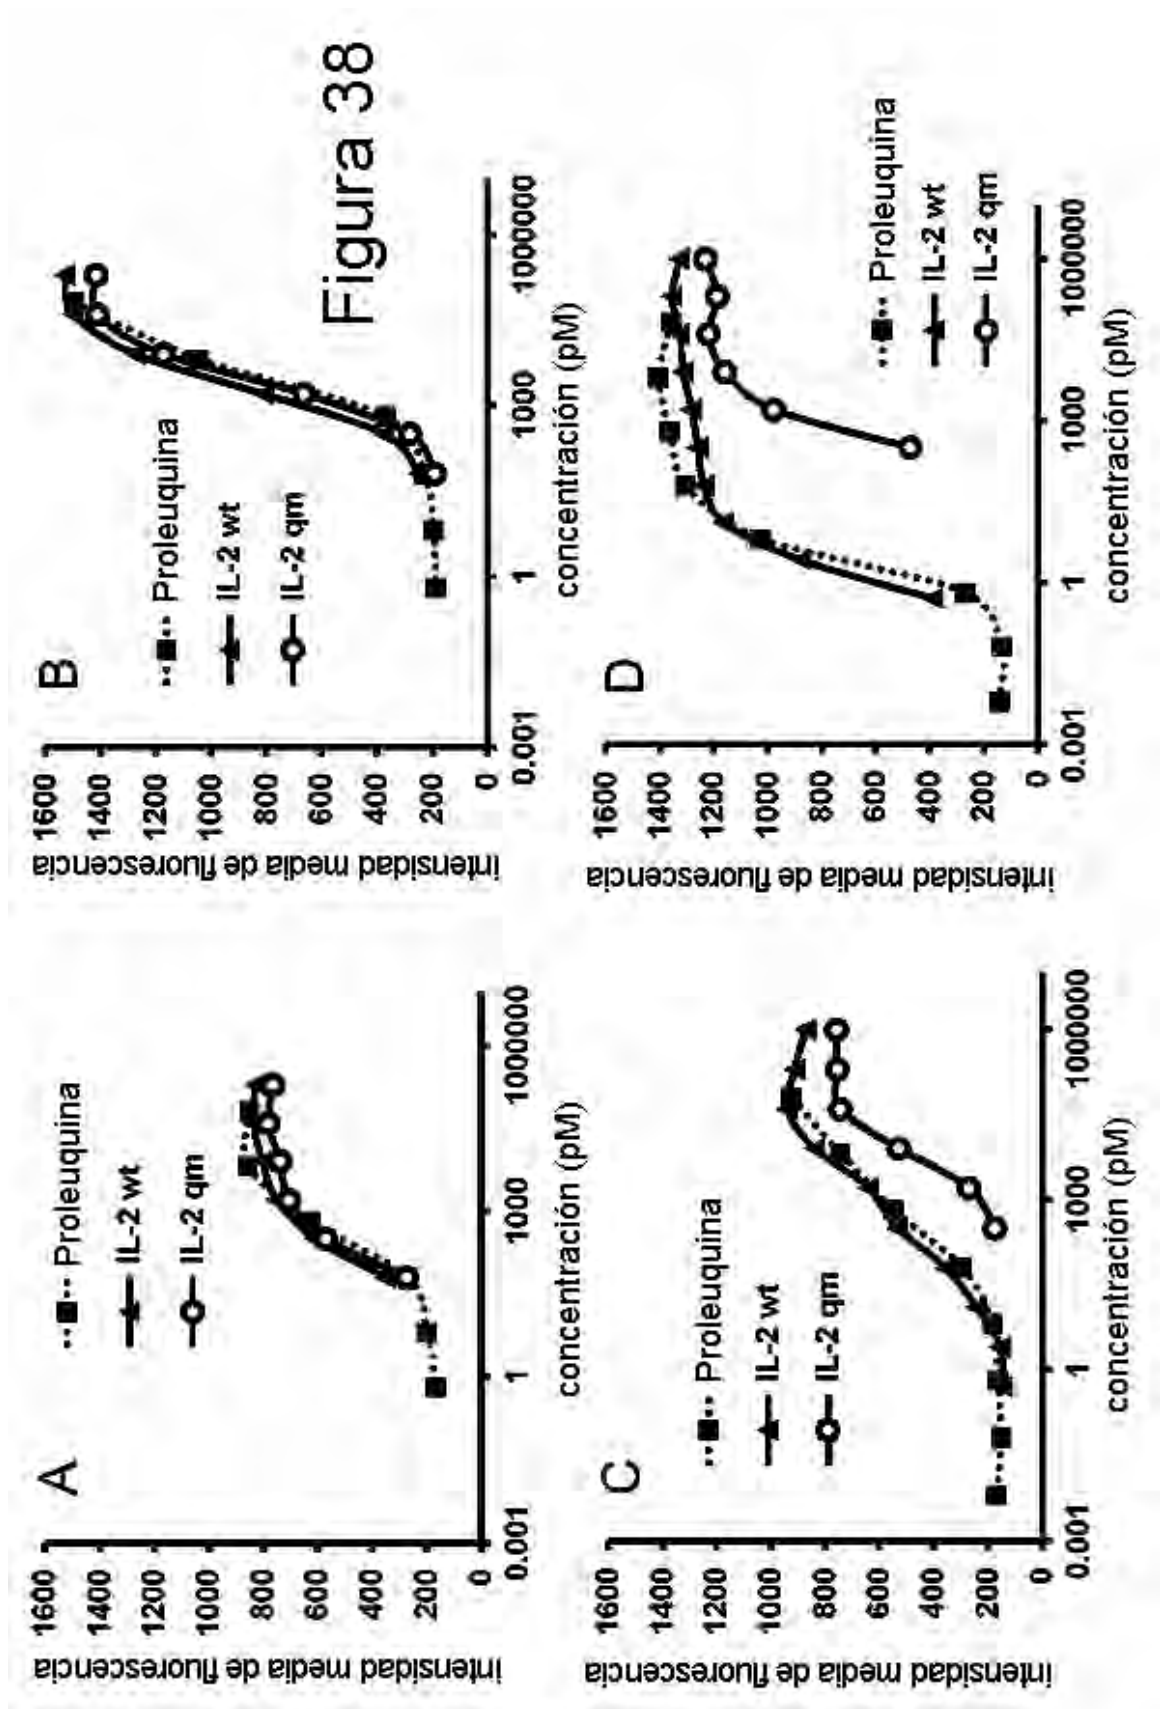 Figura 38
A
Proleuquina
IL-2 wt
IL-2 qm
intensidad media de fluorescencia
1600
1400
1200
1000
800
600
400
200
0
0.001
1
1000
1000000
concentración (pM)
B
Proleuquina
IL-2 wt
IL-2 qm
intensidad media de fluorescencia
1600
1400
1200
1000
800
600
400
200
0
0.001
1
1000
1000000
concentración (pM)
C
Proleuquina
IL-2 wt
IL-2 qm
intensidad media de fluorescencia
1600
1400
1200
1000
800
600
400
200
0
0.001
1
1000
1000000
concentración (pM)
D
Proleuquina
IL-2 wt
IL-2 qm
intensidad media de fluorescencia
1600
1400
1200
1000
800
600
400
200
0
0.001
1
1000
1000000
concentración (pM)